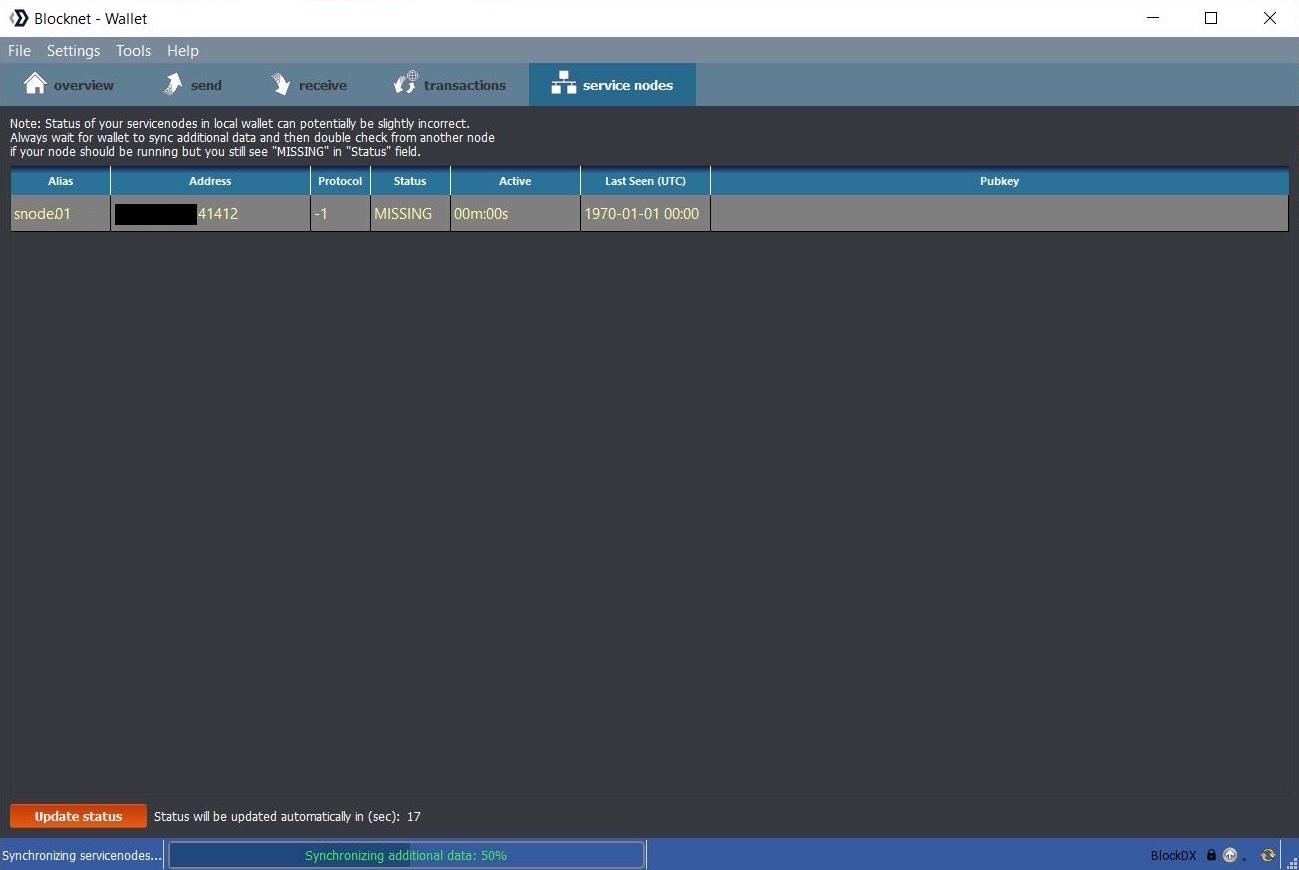 Blocknet - Wallet
File Settings Tools Help
overview send receive transactions service nodes
Note: Status of your servicenodes in local wallet can potentially be slightly incorrect.
Always wait for wallet to sync additional data and then double check from another node
if your node should be running but you still see "MISSING" in "Status" field.
Alias Address Protocol Status Active Last Seen (UTC) Pubkey
snode01 41412 -1 MISSING 00m:00s 1970-01-01 00:00
Update status Status will be updated automatically in (sec): 17
Synchronizing servicenodes... Synchronizing additional data: 50% BlockDX